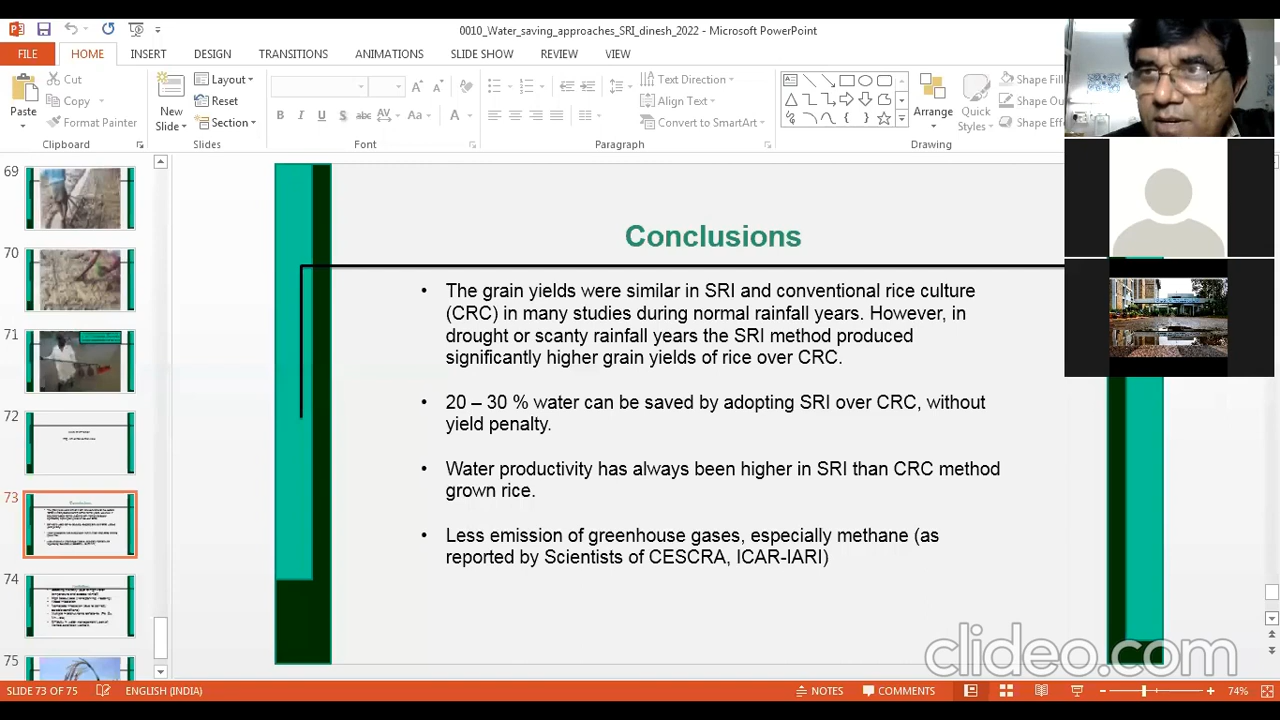 0010_Water_saving_approaches_SRI_dinesh_2022 - Microsoft PowerPoint
FILE
HOME
INSERT
DESIGN
TRANSITIONS
ANIMATIONS
SLIDE SHOW
REVIEW
VIEW
Cut
Copy
Format Painter
Paste
Clipboard
New
Slide
Layout
Reset
Section
Slides
B I U S abc AV Aa A
Font
Text Direction
Align Text
Convert to SmartArt
Paragraph
Arrange
Quick
Styles
Shape Fill
Shape Ou
Shape Effe
Drawing
69
70
71
72
73
74
75
Conclusions
• The grain yields were similar in SRI and conventional rice culture
(CRC) in many studies during normal rainfall years. However, in
drought or scanty rainfall years the SRI method produced
significantly higher grain yields of rice over CRC.
• 20 – 30 % water can be saved by adopting SRI over CRC, without
yield penalty.
• Water productivity has always been higher in SRI than CRC method
grown rice.
• Less emission of greenhouse gases, especially methane (as
reported by Scientists of CESCRA, ICAR-IARI)
clideo.com
SLIDE 73 OF 75
ENGLISH (INDIA)
NOTES
COMMENTS
74%